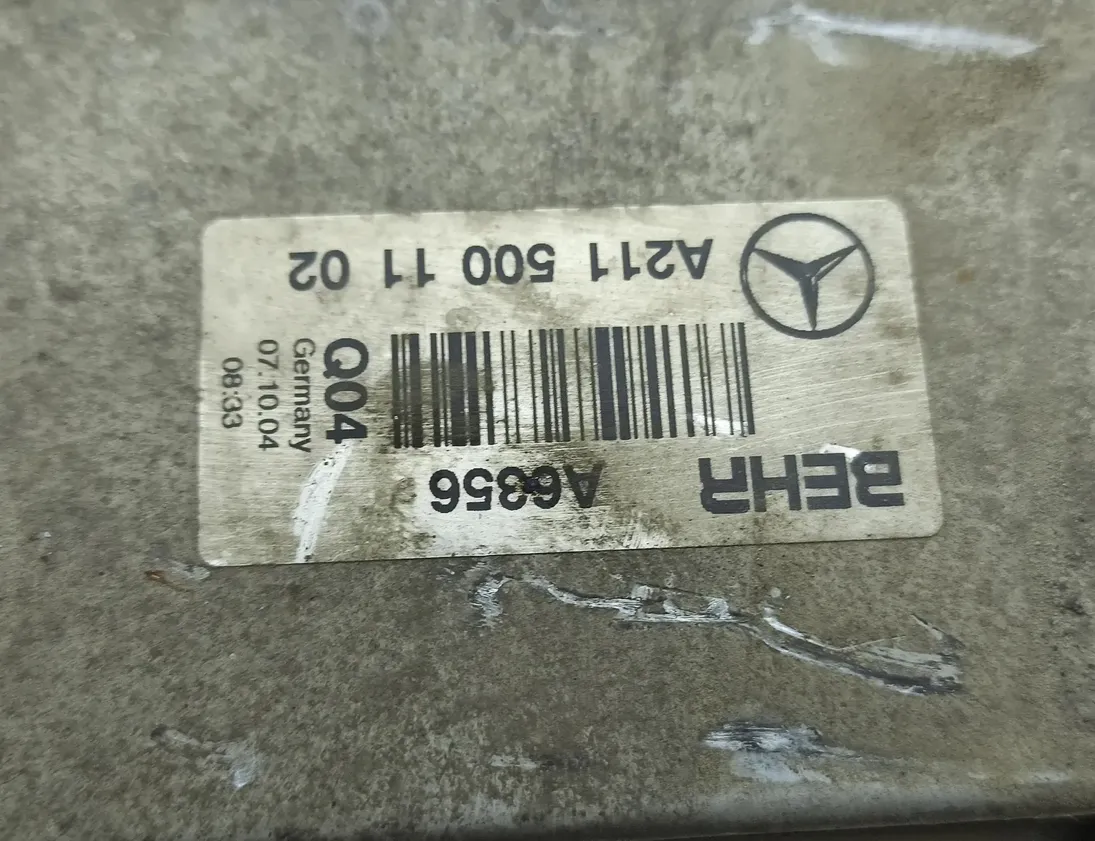 A211 500 11 02
BEHR
A6356
Q04
Germany
07.10.04
08:33